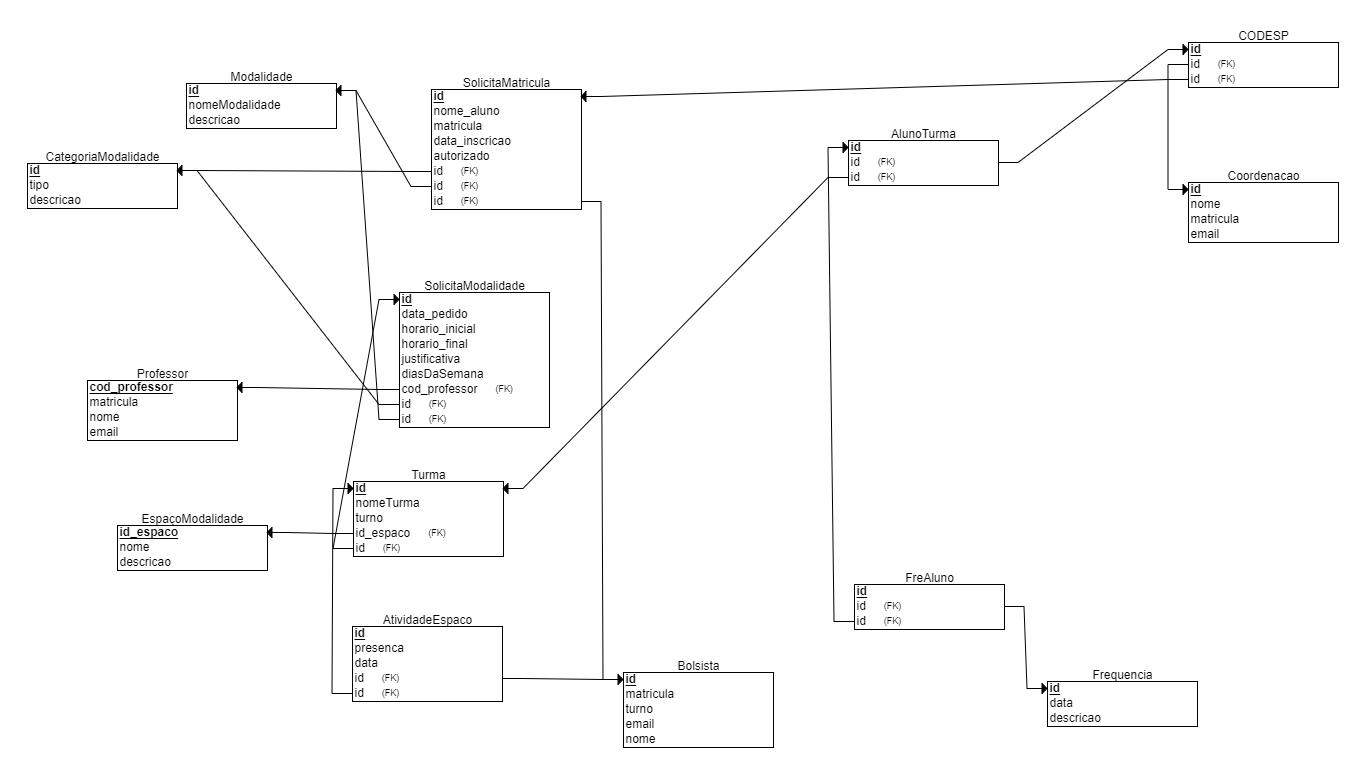 Modalidade
id
nomeModalidade
descricao
CategoriaModalidade
id
tipo
descricao
SolicitaMatricula
id
nome_aluno
matricula
data_inscricao
autorizado
id (FK)
id (FK)
id (FK)
CODESP
id
id (FK)
id (FK)
AlunoTurma
id
id (FK)
id (FK)
Coordenacao
id
nome
matricula
email
SolicitaModalidade
id
data_pedido
horario_inicial
horario_final
justificativa
diasDaSemana
cod_professor (FK)
id (FK)
id (FK)
Professor
cod_professor
matricula
nome
email
Turma
id
nomeTurma
turno
id_espaco (FK)
id (FK)
EspaçoModalidade
id_espaco
nome
descricao
AtividadeEspaco
id
presenca
data
id (FK)
id (FK)
Bolsista
id
matricula
turno
email
nome
FreAluno
id
id (FK)
id (FK)
Frequencia
id
data
descricao